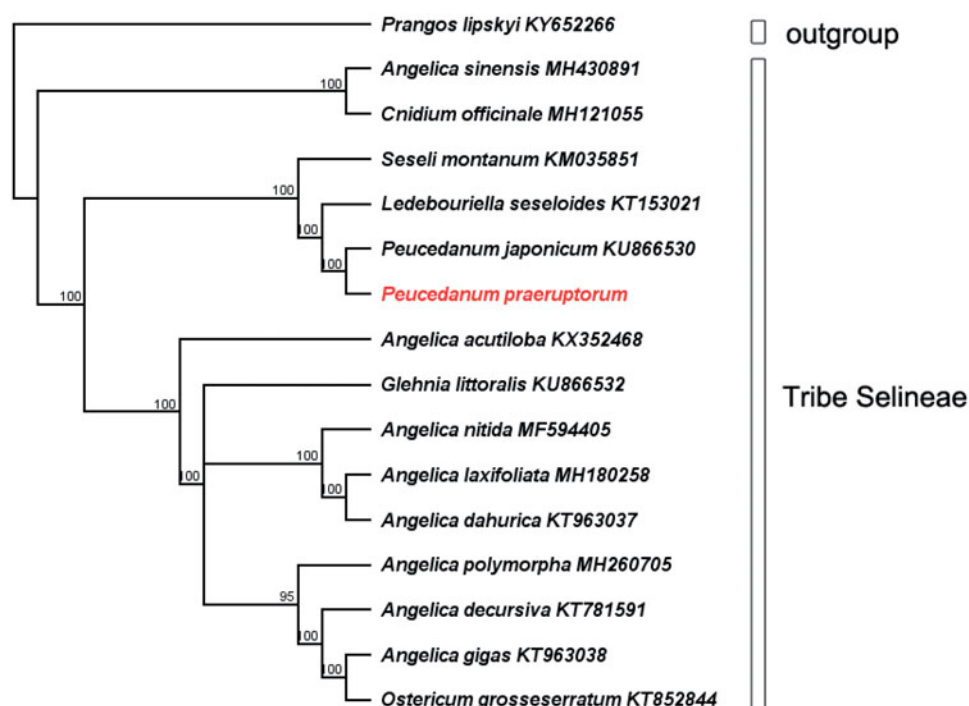 Prangos lipskyi KY652266
outgroup
Angelica sinensis MH430891
100
Cnidium officinale MH121055
Seseli montanum KM035851
100
Ledebouriella seseloides KT153021
100
Peucedanum japonicum KU866530
100
Peucedanum praeruptorum
100
Angelica acutiloba KX352468
Glehnia littoralis KU866532
Tribe Selineae
100
Angelica nitida MF594405
100
100
Angelica laxifoliata MH180258
100
Angelica dahurica KT963037
Angelica polymorpha MH260705
95
Angelica decursiva KT781591
100
Angelica gigas KT963038
100
Ostericum grosseserratum KT852844